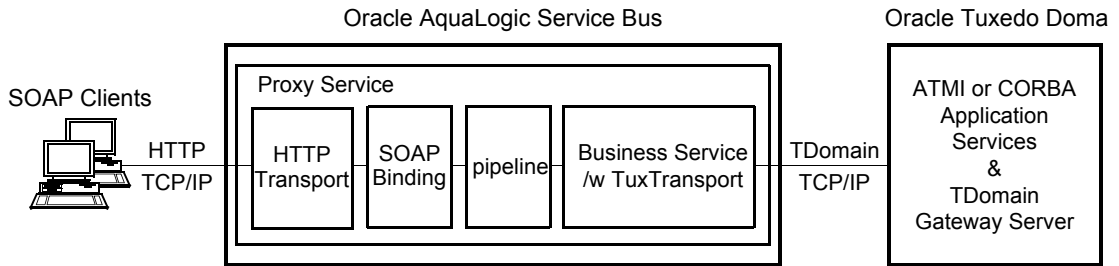 Oracle AquaLogic Service Bus
Oracle Tuxedo Doma
SOAP Clients
HTTP
TCP/IP
Proxy Service
HTTP
Transport
SOAP
Binding
pipeline
Business Service
/w TuxTransport
TDomain
TCP/IP
ATMI or CORBA
Application
Services
&
TDomain
Gateway Server